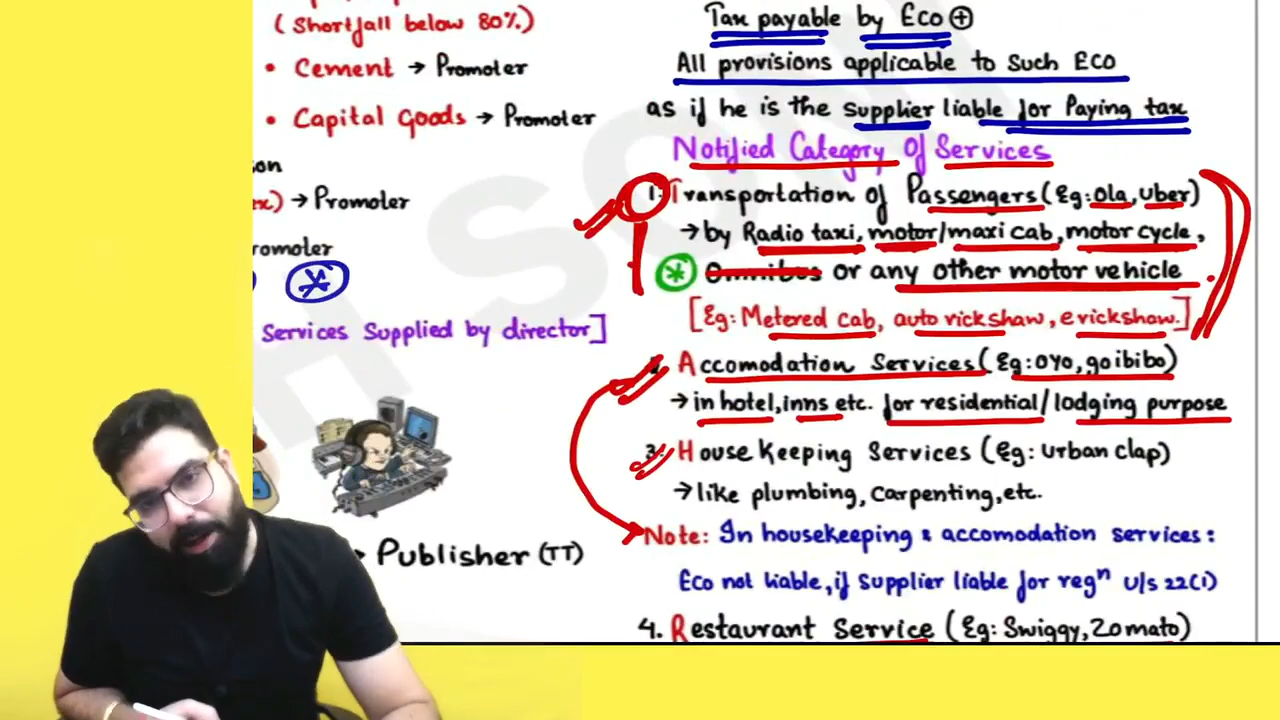 (Shortfall below 80%.)
• Cement → Promoter
• Capital Goods → Promoter
son
ex) → Promoter
romoter
Services Supplied by director]
Publisher (TT)
Tax payable by Eco ⊕
All provisions applicable to Such Eco
as if he is the supplier liable for Paying tax
Notified Category Of Services
1. Transportation of Passengers (Eg: Ola, Uber)
→ by Radio taxi, motor/maxi cab, motor cycle,
Omnibus or any other motor vehicle.
[Eg: Metered cab, auto rickshaw, erickshaw.]
Accomodation Services (Eg: OYO, goibibo)
→ in hotel, inns etc. for residential/lodging purpose
3. House Keeping Services (Eg: Urban clap)
→ like plumbing, carpenting, etc.
Note: In housekeeping & accomodation services:
Eco not liable, if supplier liable for regⁿ U/s 22(1)
4. Restaurant Service (Eg: Swiggy, Zomato)